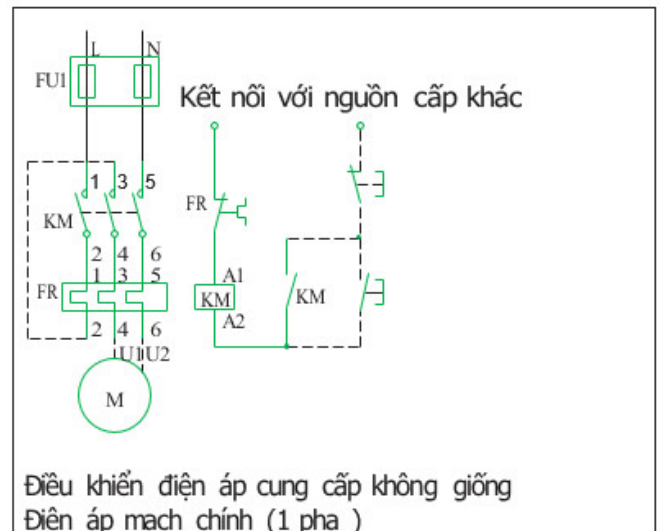 L N
FU1
Kết nối với nguồn cấp khác
1 3 5
FR
KM
2 4 6
A1
1 3 5
FR
KM
KM
A2
2 4 6
U1 U2
M
Điều khiển điện áp cung cấp không giống
Điện áp mạch chính (1 pha )